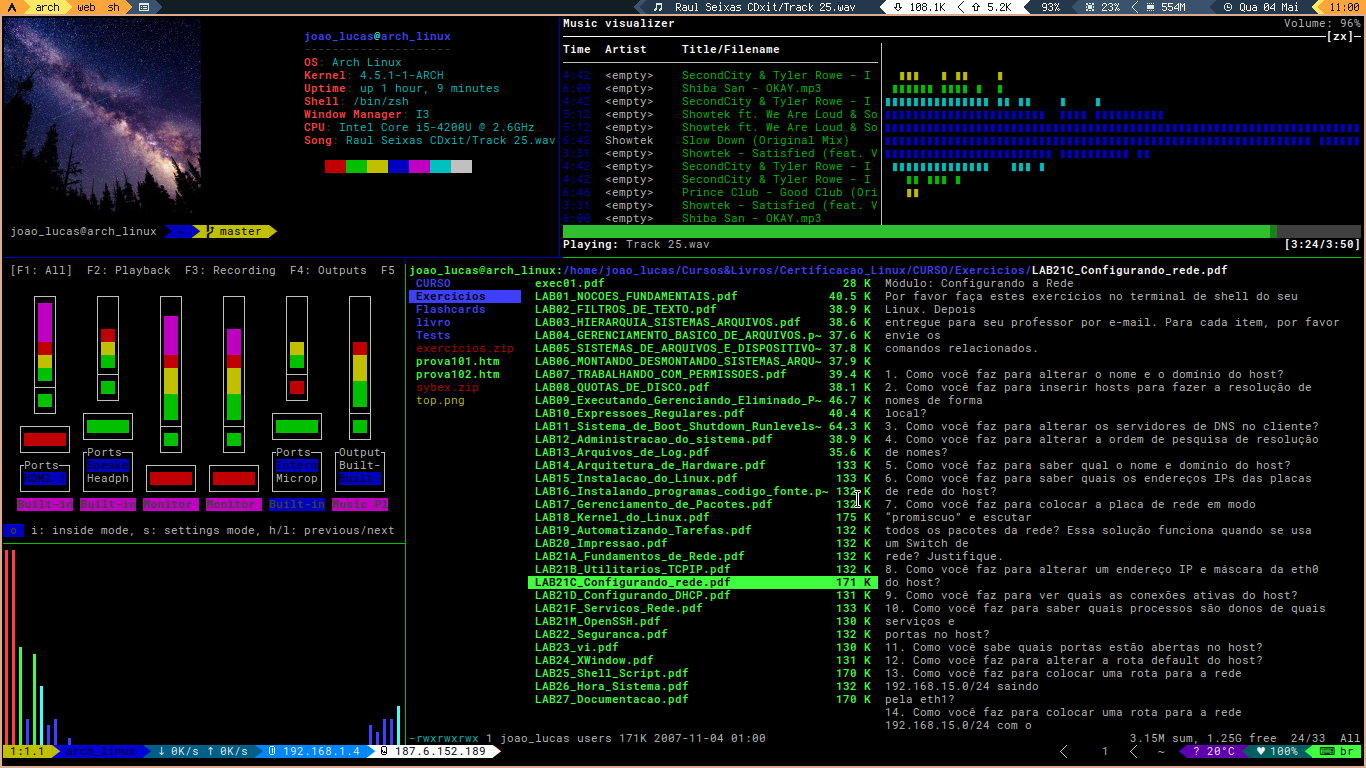 arch web sh Raul Seixas CDxit/Track 25.wav 108.1K 5.2K 93% 23% 554M Qua 04 Mai 11:00
joao_lucas@arch_linux
---------------------
OS: Arch Linux
Kernel: 4.5.1-1-ARCH
Uptime: up 1 hour, 9 minutes
Shell: /bin/zsh
Window Manager: I3
CPU: Intel Core i5-4200U @ 2.6GHz
Song: Raul Seixas CDxit/Track 25.wav
joao_lucas@arch_linux ~ master
Music visualizer Volume: 96%
[zx]
Time Artist Title/Filename
4:42 <empty> SecondCity & Tyler Rowe - I
6:00 <empty> Shiba San - OKAY.mp3
4:42 <empty> SecondCity & Tyler Rowe - I
5:12 <empty> Showtek ft. We Are Loud & So
5:12 <empty> Showtek ft. We Are Loud & So
6:42 Showtek Slow Down (Original Mix)
3:31 <empty> Showtek - Satisfied (feat. V
4:42 <empty> SecondCity & Tyler Rowe - I
4:42 <empty> SecondCity & Tyler Rowe - I
6:46 <empty> Prince Club - Good Club (Ori
3:31 <empty> Showtek - Satisfied (feat. V
6:00 <empty> Shiba San - OKAY.mp3
Playing: Track 25.wav [3:24/3:50]
[F1: All] F2: Playback F3: Recording F4: Outputs F5
Ports Ports Output
HDMI / Speake Intern Built-
Headph Microp Built-
Built-in Built-in Monitor Monitor Built-in Music Pl
o i: inside mode, s: settings mode, h/l: previous/next
joao_lucas@arch_linux:/home/joao_lucas/Cursos&Livros/Certificacao_Linux/CURSO/Exercicios/LAB21C_Configurando_rede.pdf
CURSO
Exercicios
Flashcards
livro
Tests
exercicios.zip
prova101.htm
prova102.htm
sybex.zip
top.png
exec01.pdf 28 K
LAB01_NOCOES_FUNDAMENTAIS.pdf 40.5 K
LAB02_FILTROS_DE_TEXTO.pdf 38.9 K
LAB03_HIERARQUIA_SISTEMAS_ARQUIVOS.pdf 38.6 K
LAB04_GERENCIAMENTO_BASICO_DE_ARQUIVOS.p~ 37.6 K
LAB05_SISTEMAS_DE_ARQUIVOS_E_DISPOSITIVO~ 37.8 K
LAB06_MONTANDO_DESMONTANDO_SISTEMAS_ARQU~ 37.9 K
LAB07_TRABALHANDO_COM_PERMISSOES.pdf 39.4 K
LAB08_QUOTAS_DE_DISCO.pdf 38.1 K
LAB09_Executando_Gerenciando_Eliminado_P~ 46.7 K
LAB10_Expressoes_Regulares.pdf 40.4 K
LAB11_Sistema_de_Boot_Shutdown_Runlevels~ 64.3 K
LAB12_Administracao_do_sistema.pdf 38.9 K
LAB13_Arquivos_de_Log.pdf 35.6 K
LAB14_Arquitetura_de_Hardware.pdf 133 K
LAB15_Instalacao_do_Linux.pdf 133 K
LAB16_Instalando_programas_codigo_fonte.p~ 132 K
LAB17_Gerenciamento_de_Pacotes.pdf 132 K
LAB18_Kernel_do_Linux.pdf 175 K
LAB19_Automatizando_Tarefas.pdf 132 K
LAB20_Impressao.pdf 132 K
LAB21A_Fundamentos_de_Rede.pdf 132 K
LAB21B_Utilitarios_TCPIP.pdf 132 K
LAB21C_Configurando_rede.pdf 171 K
LAB21D_Configurando_DHCP.pdf 131 K
LAB21F_Servicos_Rede.pdf 133 K
LAB21M_OpenSSH.pdf 130 K
LAB22_Seguranca.pdf 132 K
LAB23_vi.pdf 130 K
LAB24_XWindow.pdf 131 K
LAB25_Shell_Script.pdf 170 K
LAB26_Hora_Sistema.pdf 132 K
LAB27_Documentacao.pdf 170 K
Módulo: Configurando a Rede
Por favor faça estes exercícios no terminal de shell do seu
Linux. Depois
entregue para seu professor por e-mail. Para cada item, por favor
envie os
comandos relacionados.
1. Como você faz para alterar o nome e o domínio do host?
2. Como você faz para inserir hosts para fazer a resolução de
nomes de forma
local?
3. Como você faz para alterar os servidores de DNS no cliente?
4. Como você faz para alterar a ordem de pesquisa de resolução
de nomes?
5. Como você faz para saber qual o nome e domínio do host?
6. Como você faz para saber quais os endereços IPs das placas
de rede do host?
7. Como você faz para colocar a placa de rede em modo
"promíscuo" e escutar
todos os pacotes da rede? Essa solução funciona quando se usa
um Switch de
rede? Justifique.
8. Como você faz para alterar um endereço IP e máscara da eth0
do host?
9. Como você faz para ver quais as conexões ativas do host?
10. Como você faz para saber quais processos são donos de quais
serviços e
portas no host?
11. Como você sabe quais portas estão abertas no host?
12. Como você faz para alterar a rota default do host?
13. Como você faz para colocar uma rota para a rede
192.168.15.0/24 saindo
pela eth1?
14. Como você faz para colocar uma rota para a rede
192.168.15.0/24 com o
-rwxrwxrwx 1 joao_lucas users 171K 2007-11-04 01:00 3.15M sum, 1.25G free 24/33 All
1:1.1 arch_linux ↓ 0K/s ↑ 0K/s 192.168.1.4 187.6.152.189 1 ~ ? 20°C ♥ 100% br